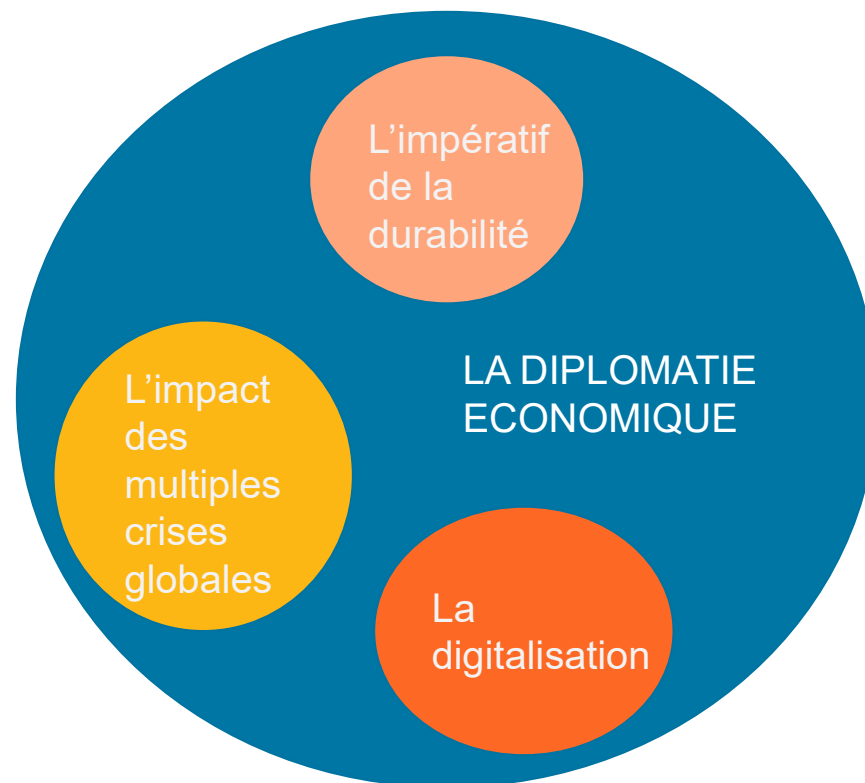 L’impératif
de la
durabilité
LA DIPLOMATIE
ECONOMIQUE
L’impact
des
multiples
crises
globales
La
digitalisation